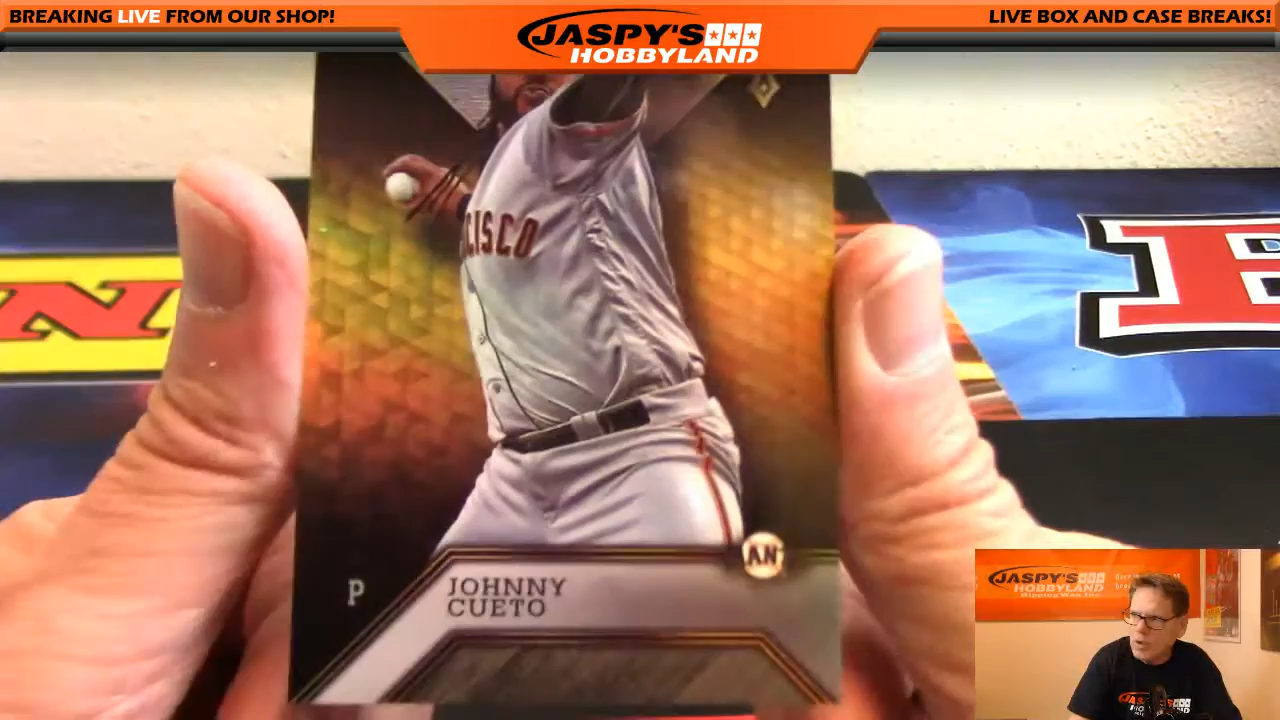 BREAKING LIVE FROM OUR SHOP!
JASPY'S
HOBBYLAND
LIVE BOX AND CASE BREAKS!
CISCO
N
P
JOHNNY
CUETO
JASPY'S
HOBBYLAND